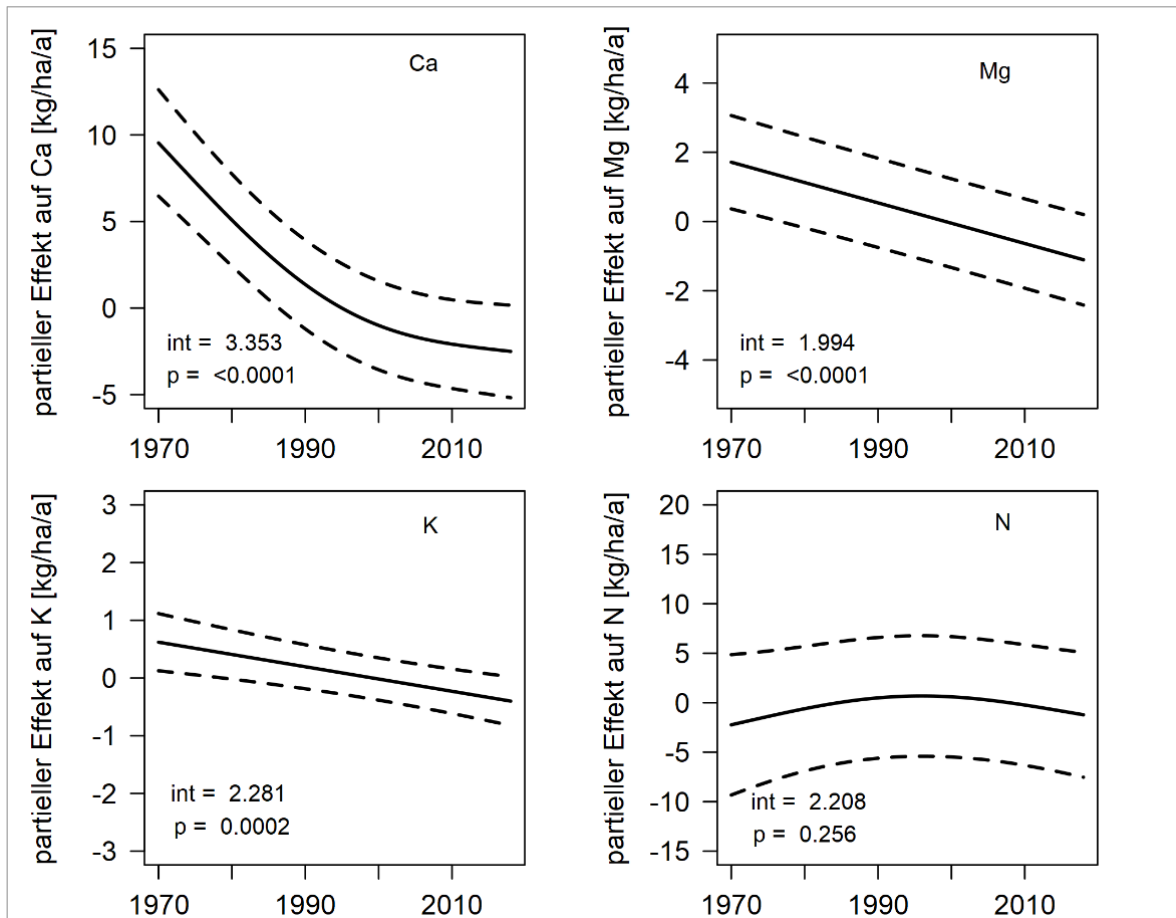 partieller Effekt auf Ca [kg/ha/a]
15
10
5
0
-5
Ca
int = 3.353
p = <0.0001
1970
1990
2010
partieller Effekt auf Mg [kg/ha/a]
4
2
0
-2
-4
Mg
int = 1.994
p = <0.0001
1970
1990
2010
partieller Effekt auf K [kg/ha/a]
3
2
1
0
-1
-2
-3
K
int = 2.281
p = 0.0002
1970
1990
2010
partieller Effekt auf N [kg/ha/a]
20
15
10
5
0
-5
-10
-15
N
int = 2.208
p = 0.256
1970
1990
2010